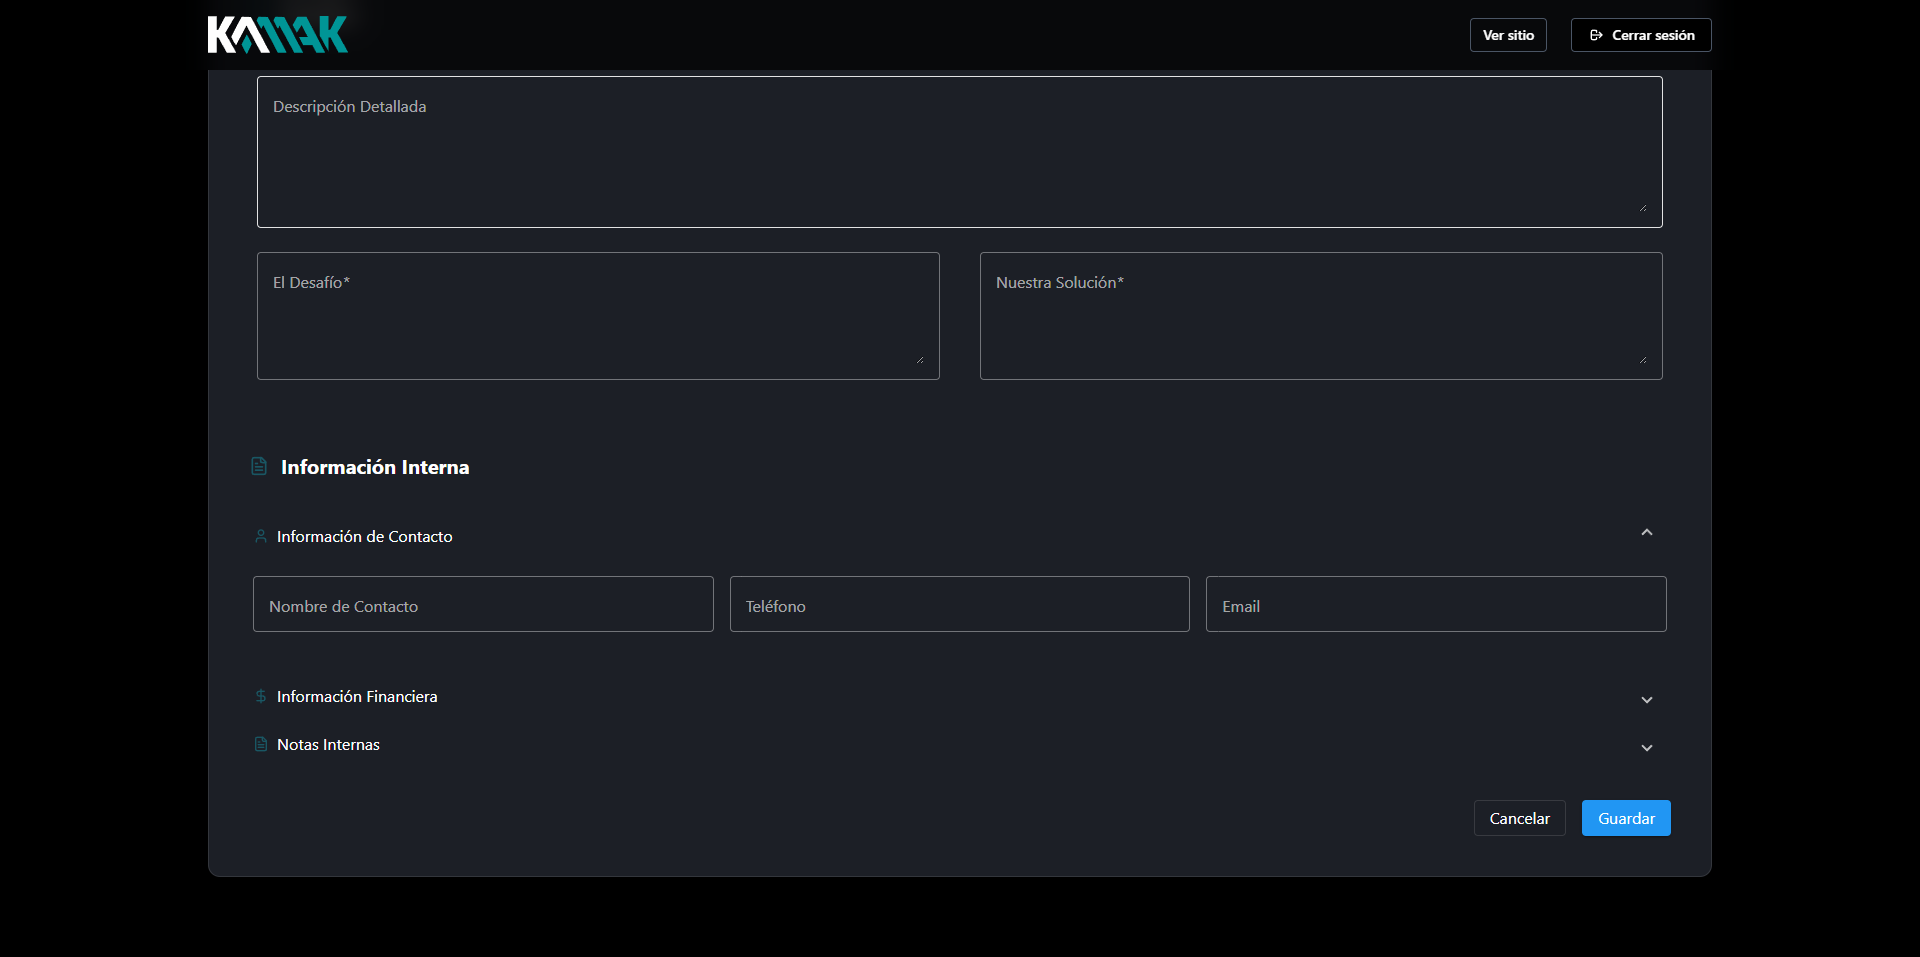 KAMAK
Ver sitio
Cerrar sesión
Descripción Detallada
El Desafío*
Nuestra Solución*
Información Interna
Información de Contacto
Nombre de Contacto
Teléfono
Email
Información Financiera
Notas Internas
Cancelar
Guardar